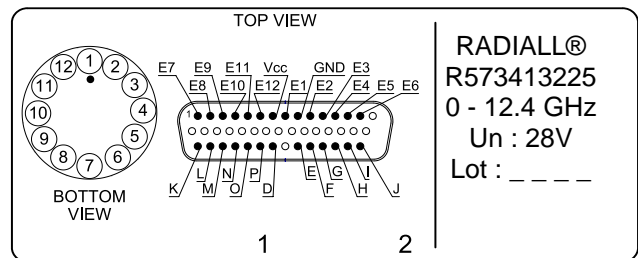 TOP VIEW
E7 E9 E11 Vcc GND E3
E8 E10 E12 E1 E2 E4 E5 E6
12 1 2
11 3
10 4
9 5
8 7 6
1
L N P E G I
K M O D F H J
BOTTOM
VIEW
1 2
RADIALL®
R573413225
0 - 12.4 GHz
Un : 28V
Lot : _ _ _ _